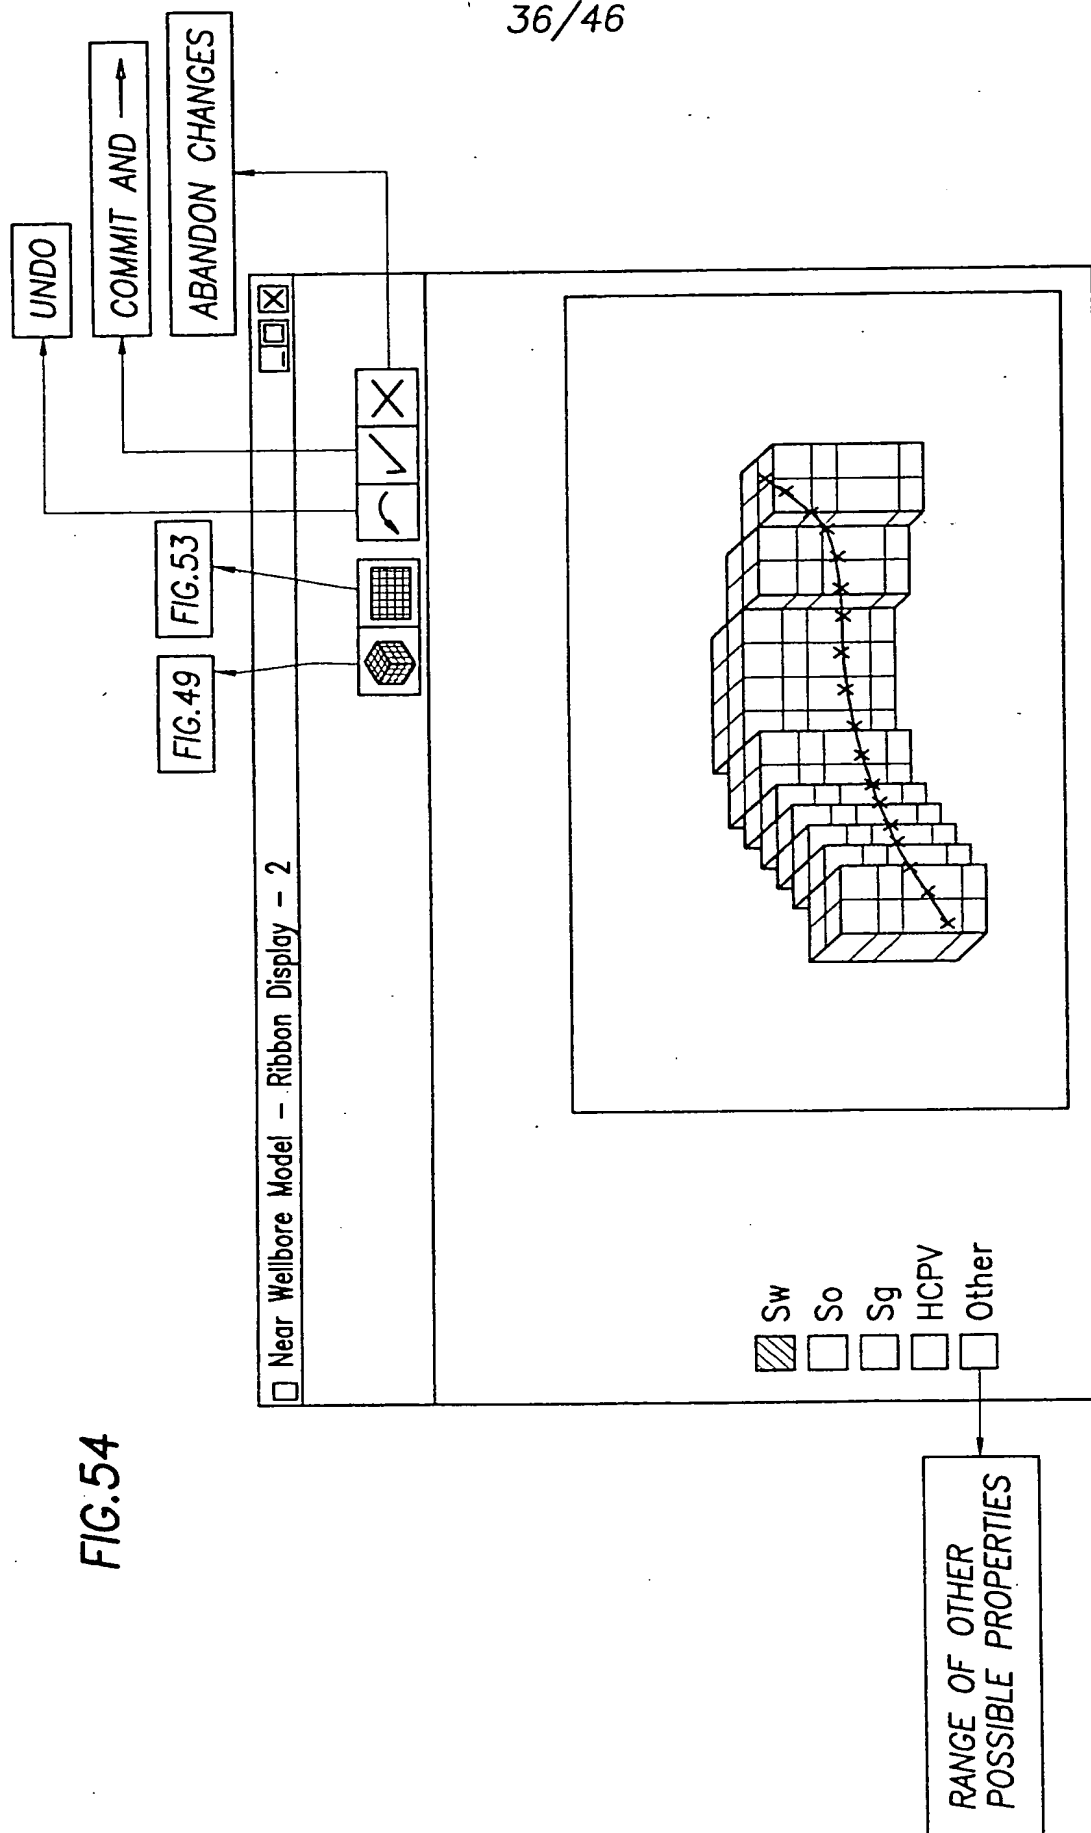 36/46
FIG.54
UNDO
COMMIT AND
ABANDON CHANGES
FIG.49
FIG.53
Near Wellbore Model - Ribbon Display - 2
Sw
So
Sg
HCPV
Other
RANGE OF OTHER
POSSIBLE PROPERTIES